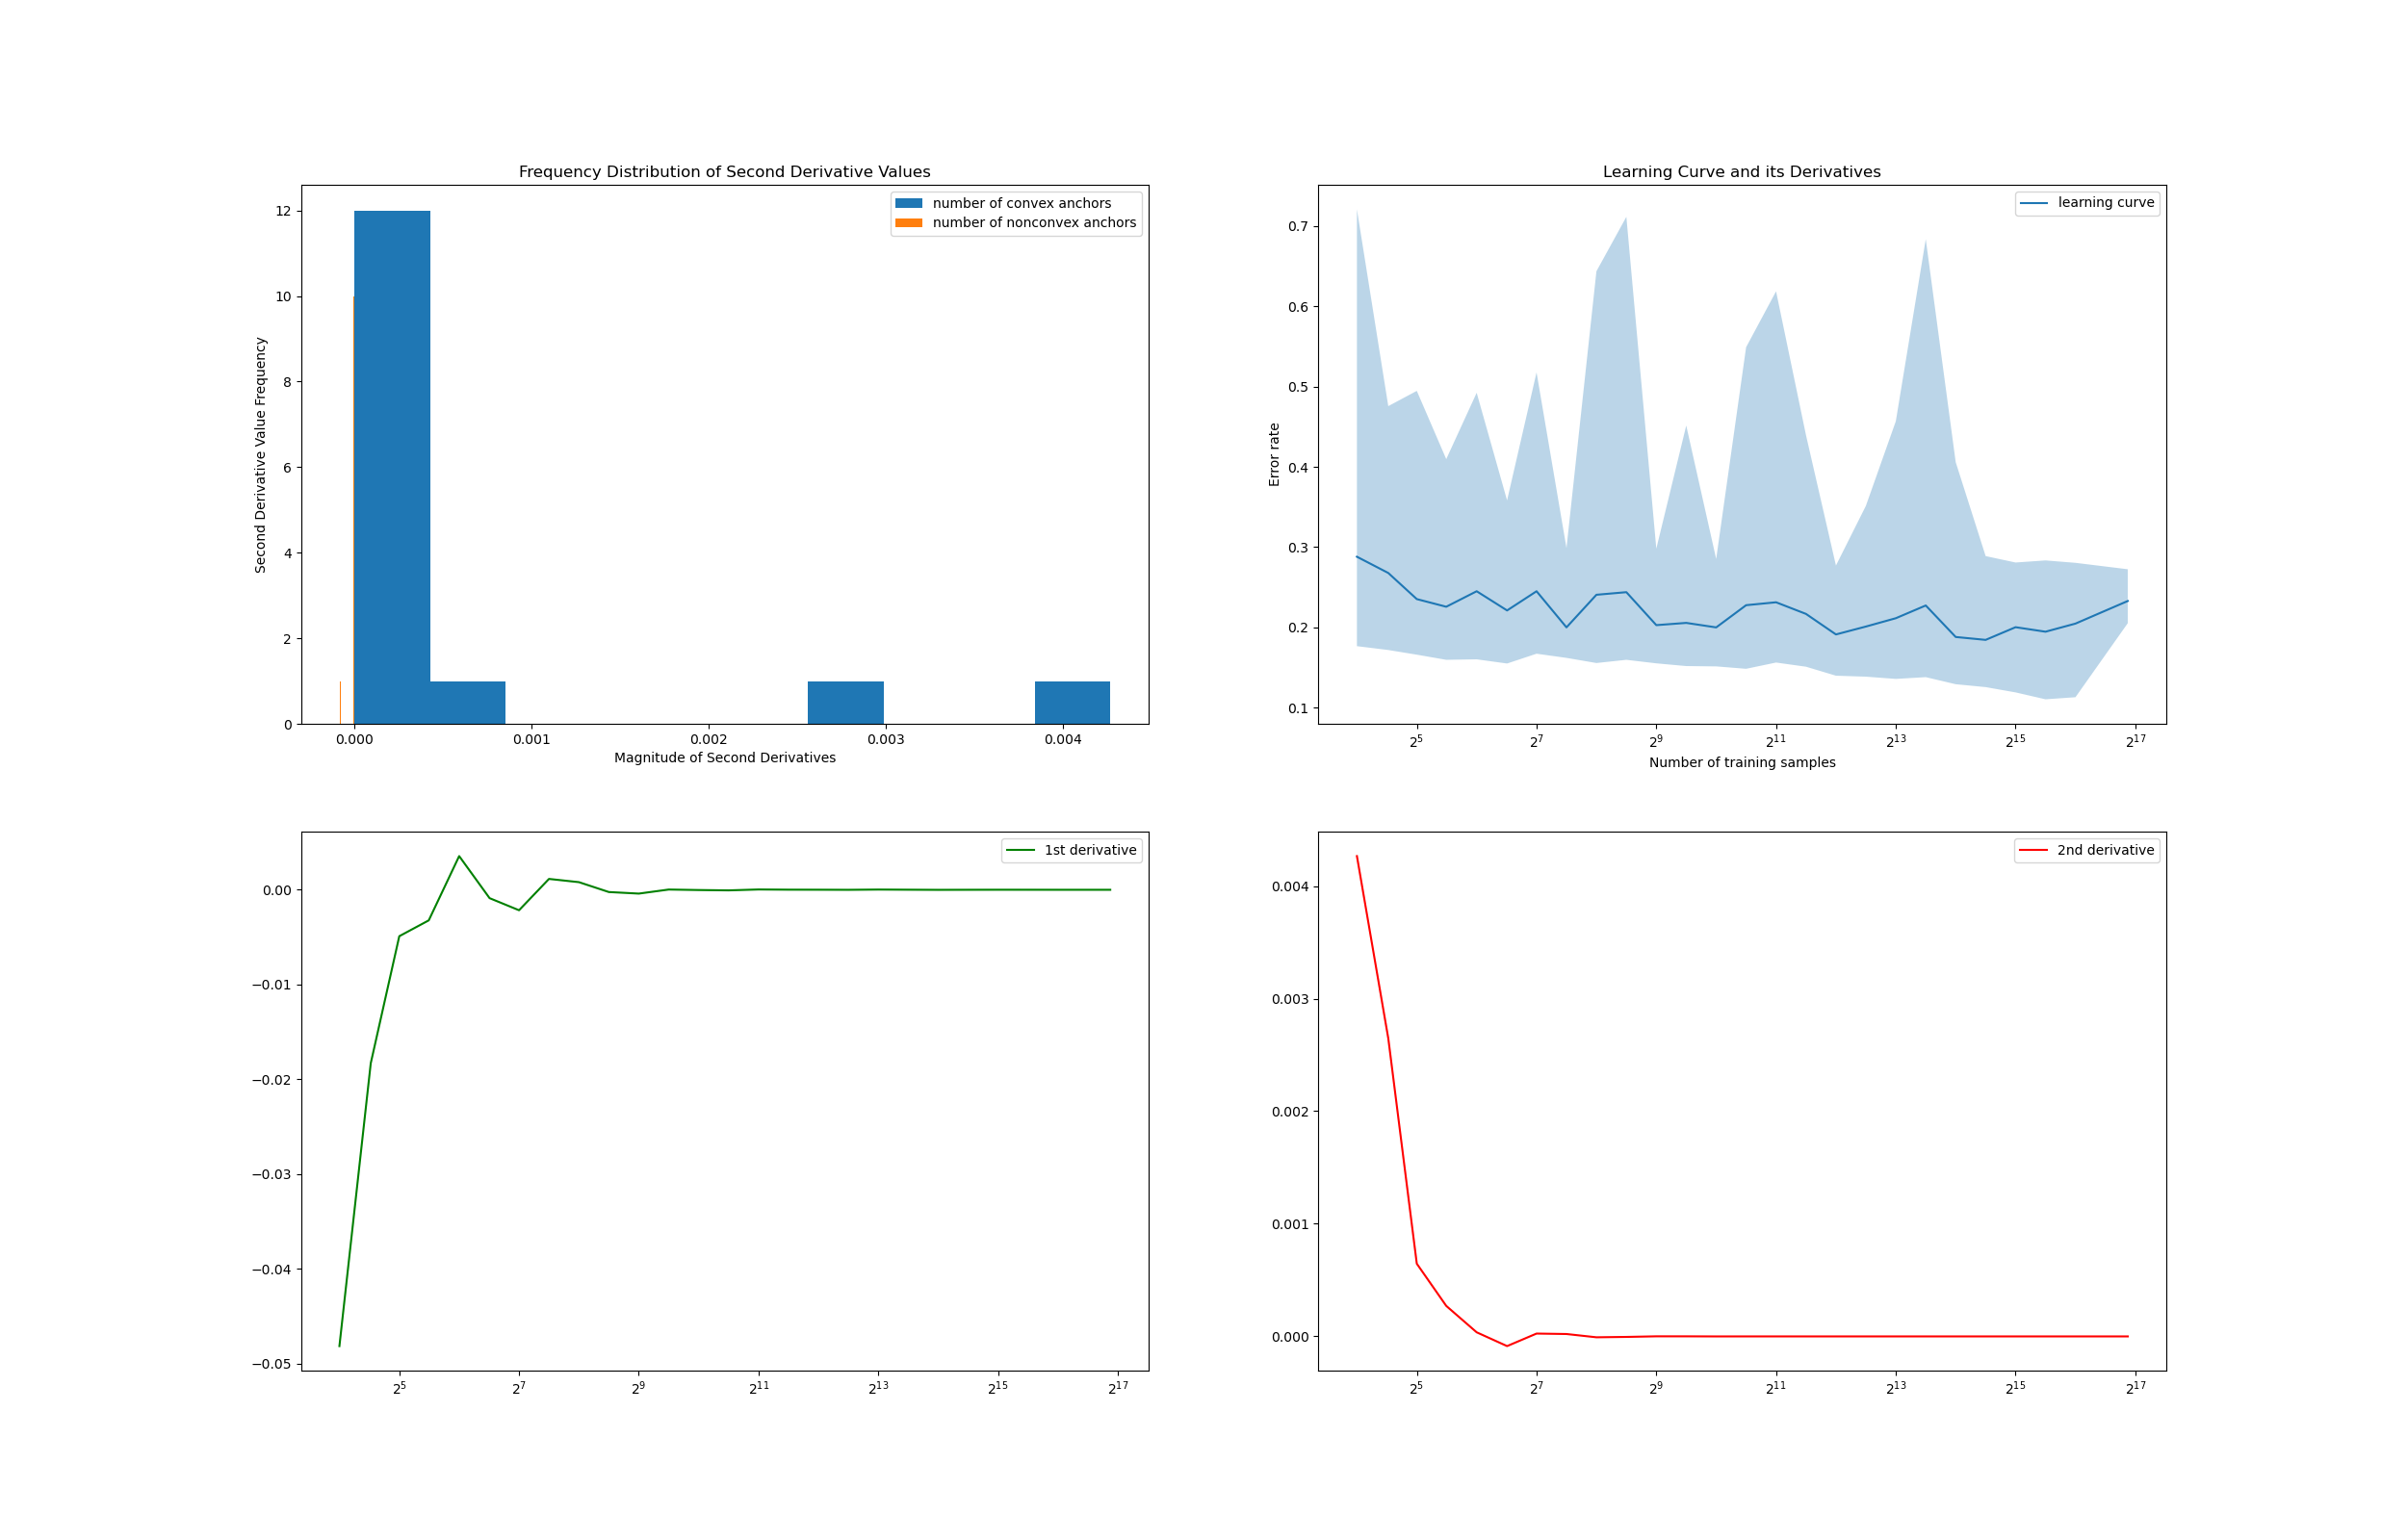 Frequency Distribution of Second Derivative Values
number of convex anchors
number of nonconvex anchors
12
10
8
6
4
2
0
Second Derivative Value Frequency
0.000 0.001 0.002 0.003 0.004
Magnitude of Second Derivatives
Learning Curve and its Derivatives
learning curve
0.7
0.6
0.5
0.4
0.3
0.2
0.1
Error rate
2^5 2^7 2^9 2^11 2^13 2^15 2^17
Number of training samples
1st derivative
0.00
−0.01
−0.02
−0.03
−0.04
−0.05
2^5 2^7 2^9 2^11 2^13 2^15 2^17
2nd derivative
0.004
0.003
0.002
0.001
0.000
2^5 2^7 2^9 2^11 2^13 2^15 2^17